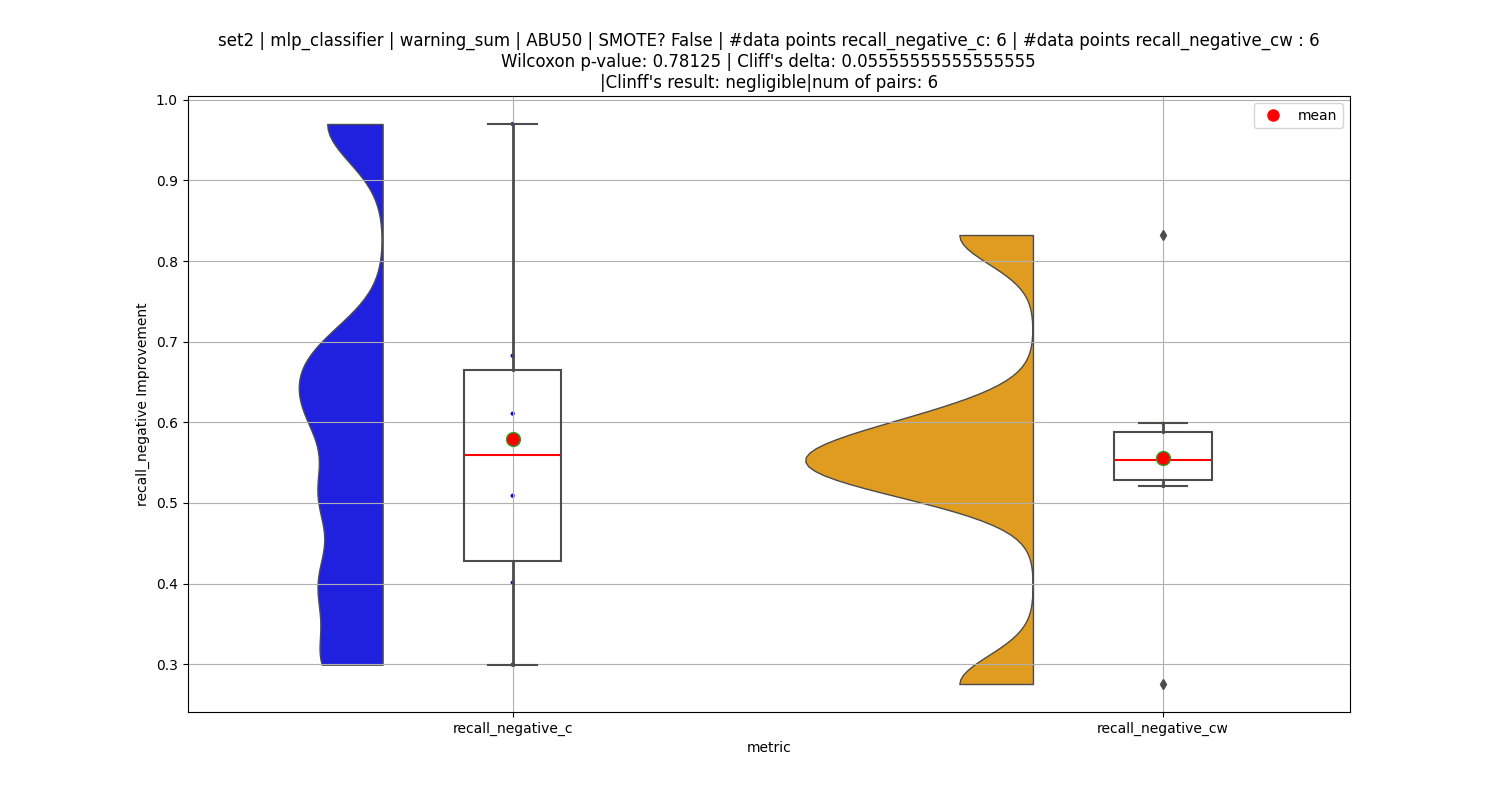 set2 | mlp_classifier | warning_sum | ABU50 | SMOTE? False | #data points recall_negative_c: 6 | #data points recall_negative_cw : 6
Wilcoxon p-value: 0.78125 | Cliff's delta: 0.05555555555555555
|Clinff's result: negligible|num of pairs: 6
mean
1.0
0.9
0.8
0.7
0.6
0.5
0.4
0.3
recall_negative Improvement
recall_negative_c
recall_negative_cw
metric